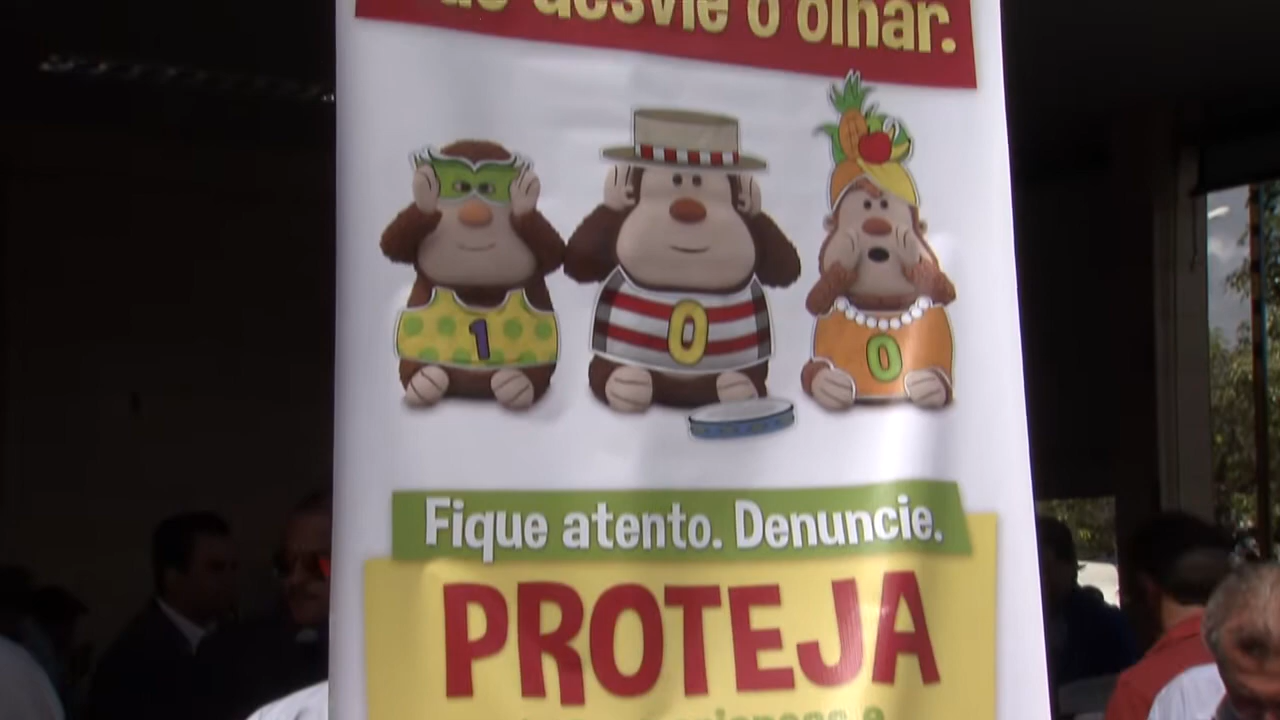 desvie o olhar.
1
0
0
Fique atento. Denuncie.
PROTEJA